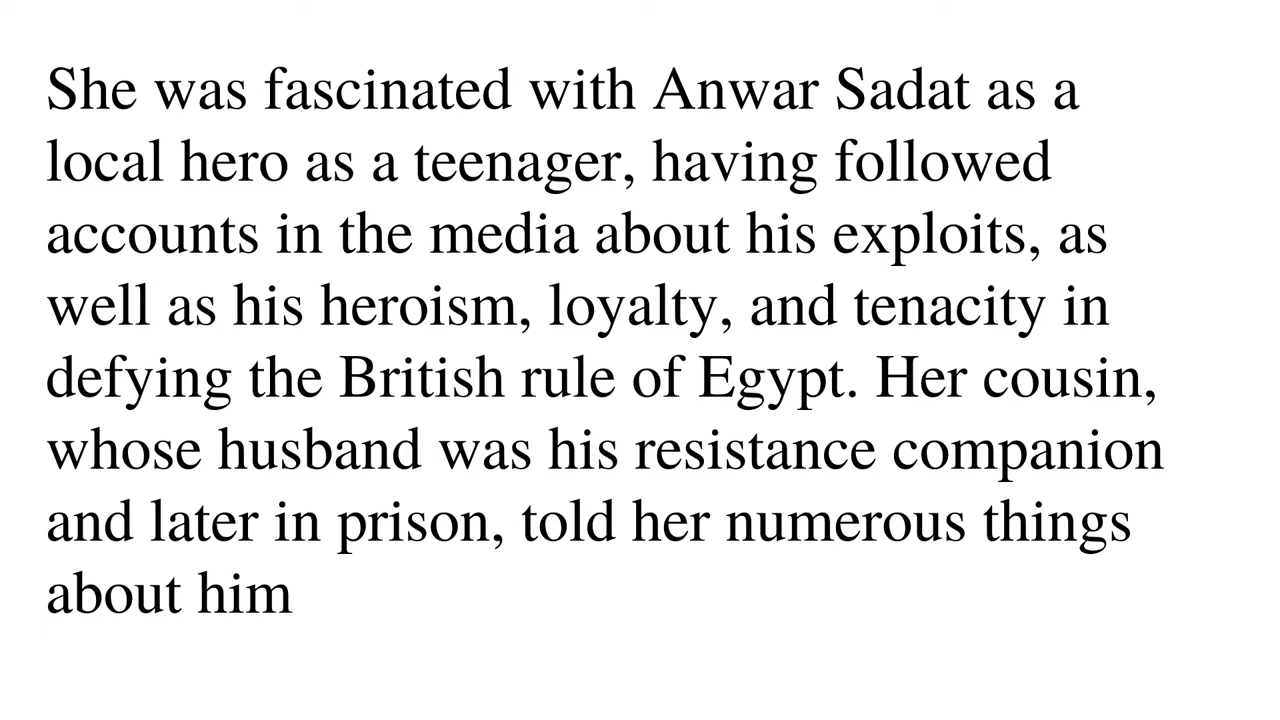 She was fascinated with Anwar Sadat as a
local hero as a teenager, having followed
accounts in the media about his exploits, as
well as his heroism, loyalty, and tenacity in
defying the British rule of Egypt. Her cousin,
whose husband was his resistance companion
and later in prison, told her numerous things
about him